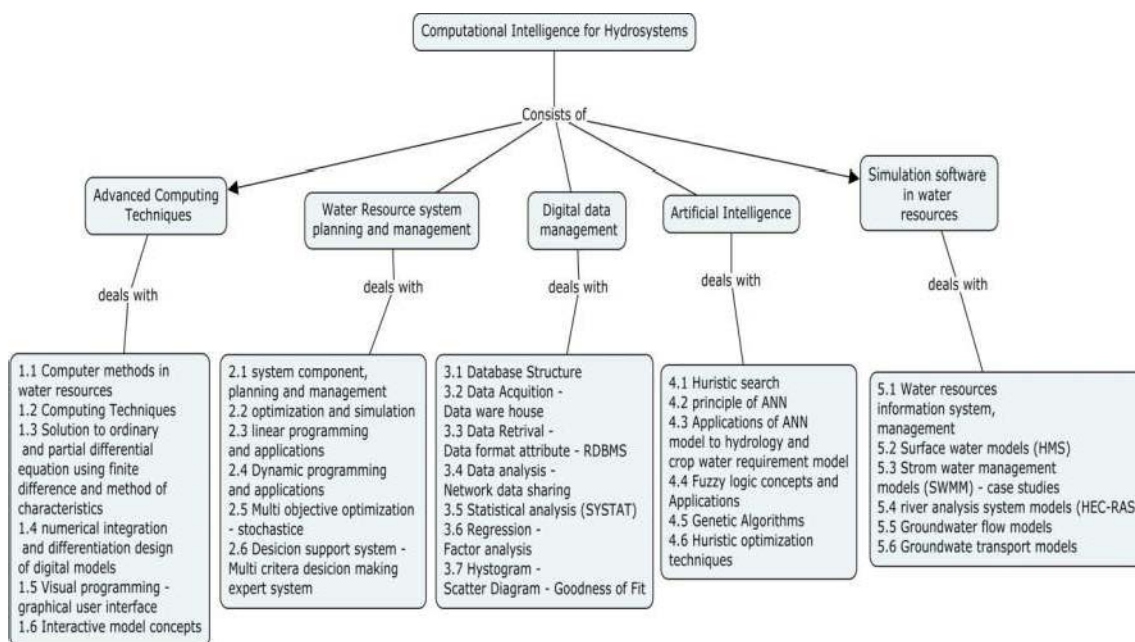 Computational Intelligence for Hydrosystems
Consists of
Advanced Computing
Techniques
Water Resource system
planning and management
Digital data
management
Artificial Intelligence
Simulation software
in water
resources
deals with
deals with
deals with
deals with
deals with
1.1 Computer methods in
water resources
1.2 Computing Techniques
1.3 Solution to ordinary
and partial differential
equation using finite
difference and method of
characteristics
1.4 numerical integration
and differentiation design
of digital models
1.5 Visual programming -
graphical user interface
1.6 Interactive model concepts
2.1 system component,
planning and management
2.2 optimization and simulation
2.3 linear programming
and applications
2.4 Dynamic programming
and applications
2.5 Multi objective optimization
- stochastice
2.6 Desicion support system -
Multi critera desicion making
expert system
3.1 Database Structure
3.2 Data Acquition -
Data ware house
3.3 Data Retrival -
Data format attribute - RDBMS
3.4 Data analysis -
Network data sharing
3.5 Statistical analysis (SYSTAT)
3.6 Regression -
Factor analysis
3.7 Hystogram -
Scatter Diagram - Goodness of Fit
4.1 Huristic search
4.2 principle of ANN
4.3 Applications of ANN
model to hydrology and
crop water requirement model
4.4 Fuzzy logic concepts and
Applications
4.5 Genetic Algorithms
4.6 Huristic optimization
techniques
5.1 Water resources
information system,
management
5.2 Surface water models (HMS)
5.3 Strom water management
models (SWMM) - case studies
5.4 river analysis system models (HEC-RAS)
5.5 Groundwater flow models
5.6 Groundwate transport models